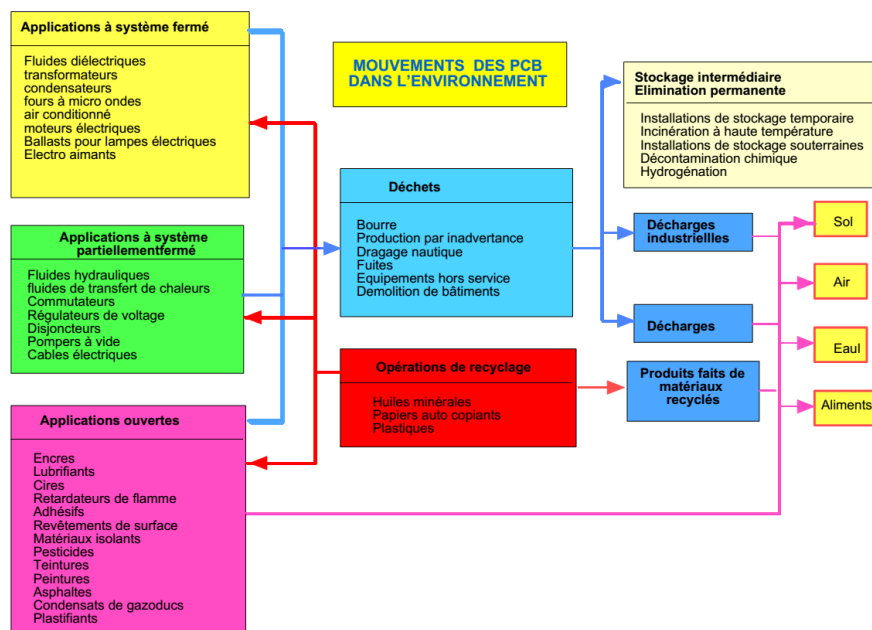 Applications à système fermé
Fluides diélectriques
transformateurs
condensateurs
fours à micro ondes
air conditionné
moteurs électriques
Ballasts pour lampes électriques
Electro aimants
MOUVEMENTS DES PCB
DANS L'ENVIRONNEMENT
Stockage intermédiaire
Elimination permanente
Installations de stockage temporaire
Incinération à haute température
Installations de stockage souterraines
Décontamination chimique
Hydrogénation
Applications à système
partiellementfermé
Fluides hydrauliques
fluides de transfert de chaleurs
Commutateurs
Régulateurs de voltage
Disjoncteurs
Pompers à vide
Cables électriques
Déchets
Bourre
Production par inadvertance
Dragage nautique
Fuites
Equipements hors service
Demolition de bâtiments
Décharges
industriellles
Décharges
Sol
Air
Eaul
Aliments
Opérations de recyclage
Huiles minérales
Papiers auto copiants
Plastiques
Produits faits de
matériaux
recyclés
Applications ouvertes
Encres
Lubrifiants
Cires
Retardateurs de flamme
Adhésifs
Revêtements de surface
Matériaux isolants
Pesticides
Teintures
Peintures
Asphaltes
Condensats de gazoducs
Plastifiants